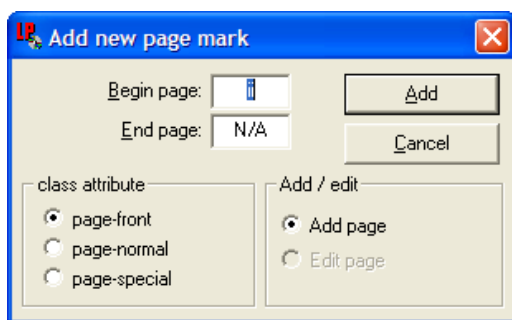 LP Add new page mark
Begin page: ii Add
End page: N/A Cancel
class attribute Add / edit
page-front Add page
page-normal Edit page
page-special